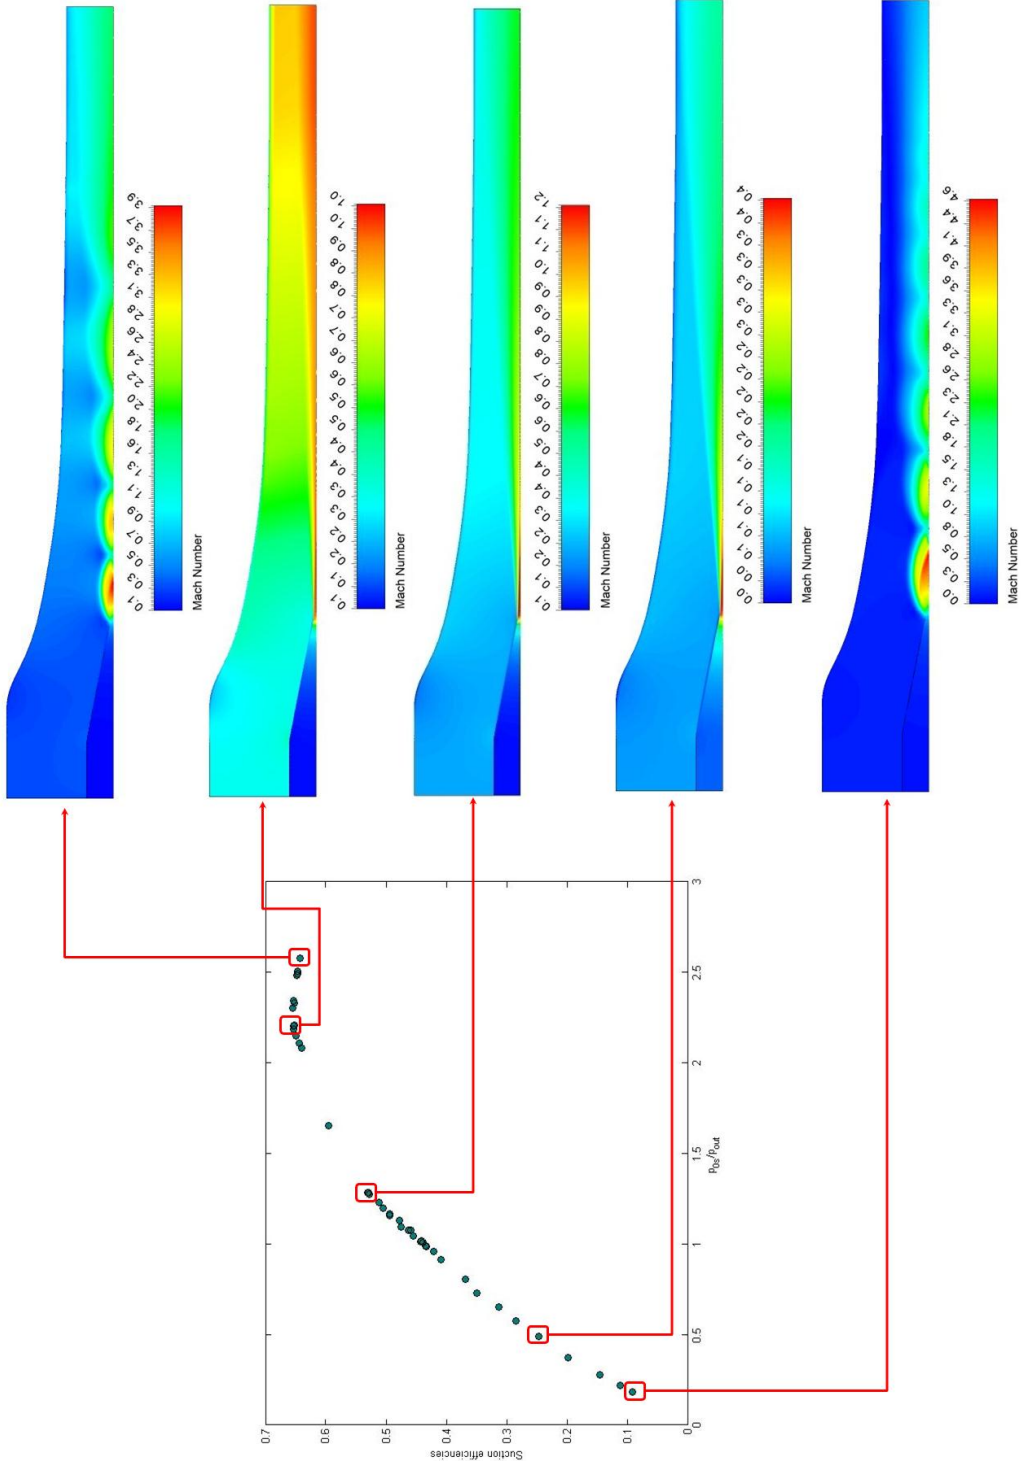 0.7
0.6
0.5
0.4
0.3
0.2
0.1
0
Suction efficiencies
0 0.5 1 1.5 2 2.5 3
p0s/pout
0.1 0.3 0.5 0.7 0.9 1.1 1.3 1.6 1.8 2.0 2.2 2.4 2.6 2.8 3.1 3.3 3.5 3.7 3.9
Mach Number
0.1 0.1 0.2 0.2 0.3 0.3 0.4 0.4 0.5 0.5 0.6 0.6 0.7 0.7 0.8 0.8 0.9 1.0 1.0
Mach Number
0.1 0.1 0.2 0.2 0.3 0.4 0.4 0.5 0.6 0.6 0.7 0.8 0.8 0.9 0.9 1.0 1.1 1.1 1.2
Mach Number
0.0 0.0 0.1 0.1 0.1 0.1 0.1 0.2 0.2 0.2 0.2 0.2 0.3 0.3 0.3 0.3 0.3 0.4 0.4
Mach Number
0.0 0.3 0.5 0.8 1.0 1.3 1.5 1.8 2.1 2.3 2.6 2.8 3.1 3.3 3.6 3.9 4.1 4.4 4.6
Mach Number